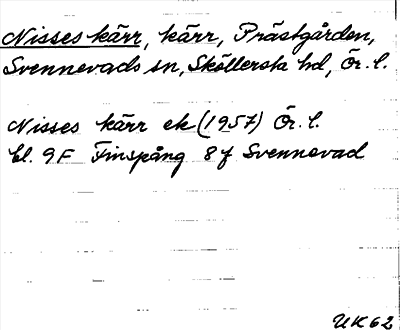 Nisses kärr, kärr, Prästgården,
Svennevads sn, Sköllersta hd, Ör. l.
Nisses kärr ek (1957) Ör. l.
bl. 9F Finspång 8 f Svennevad
UK 62